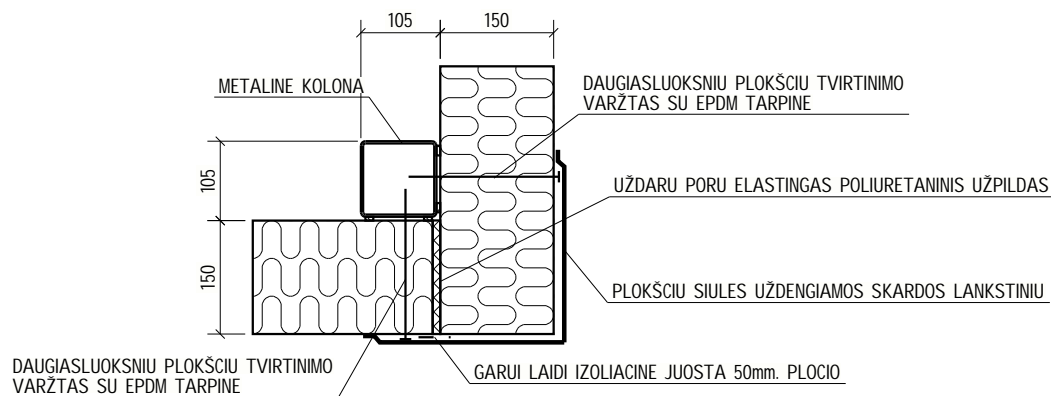 105
150
METALINE KOLONA
DAUGIASLUOKSNIU PLOKŠCIU TVIRTINIMO
VARŽTAS SU EPDM TARPINE
105
UŽDARU PORU ELASTINGAS POLIURETANINIS UŽPILDAS
150
PLOKŠCIU SIULES UŽDENGIAMOS SKARDOS LANKSTINIU
DAUGIASLUOKSNIU PLOKŠCIU TVIRTINIMO
VARŽTAS SU EPDM TARPINE
GARUI LAIDI IZOLIACINE JUOSTA 50mm. PLOCIO